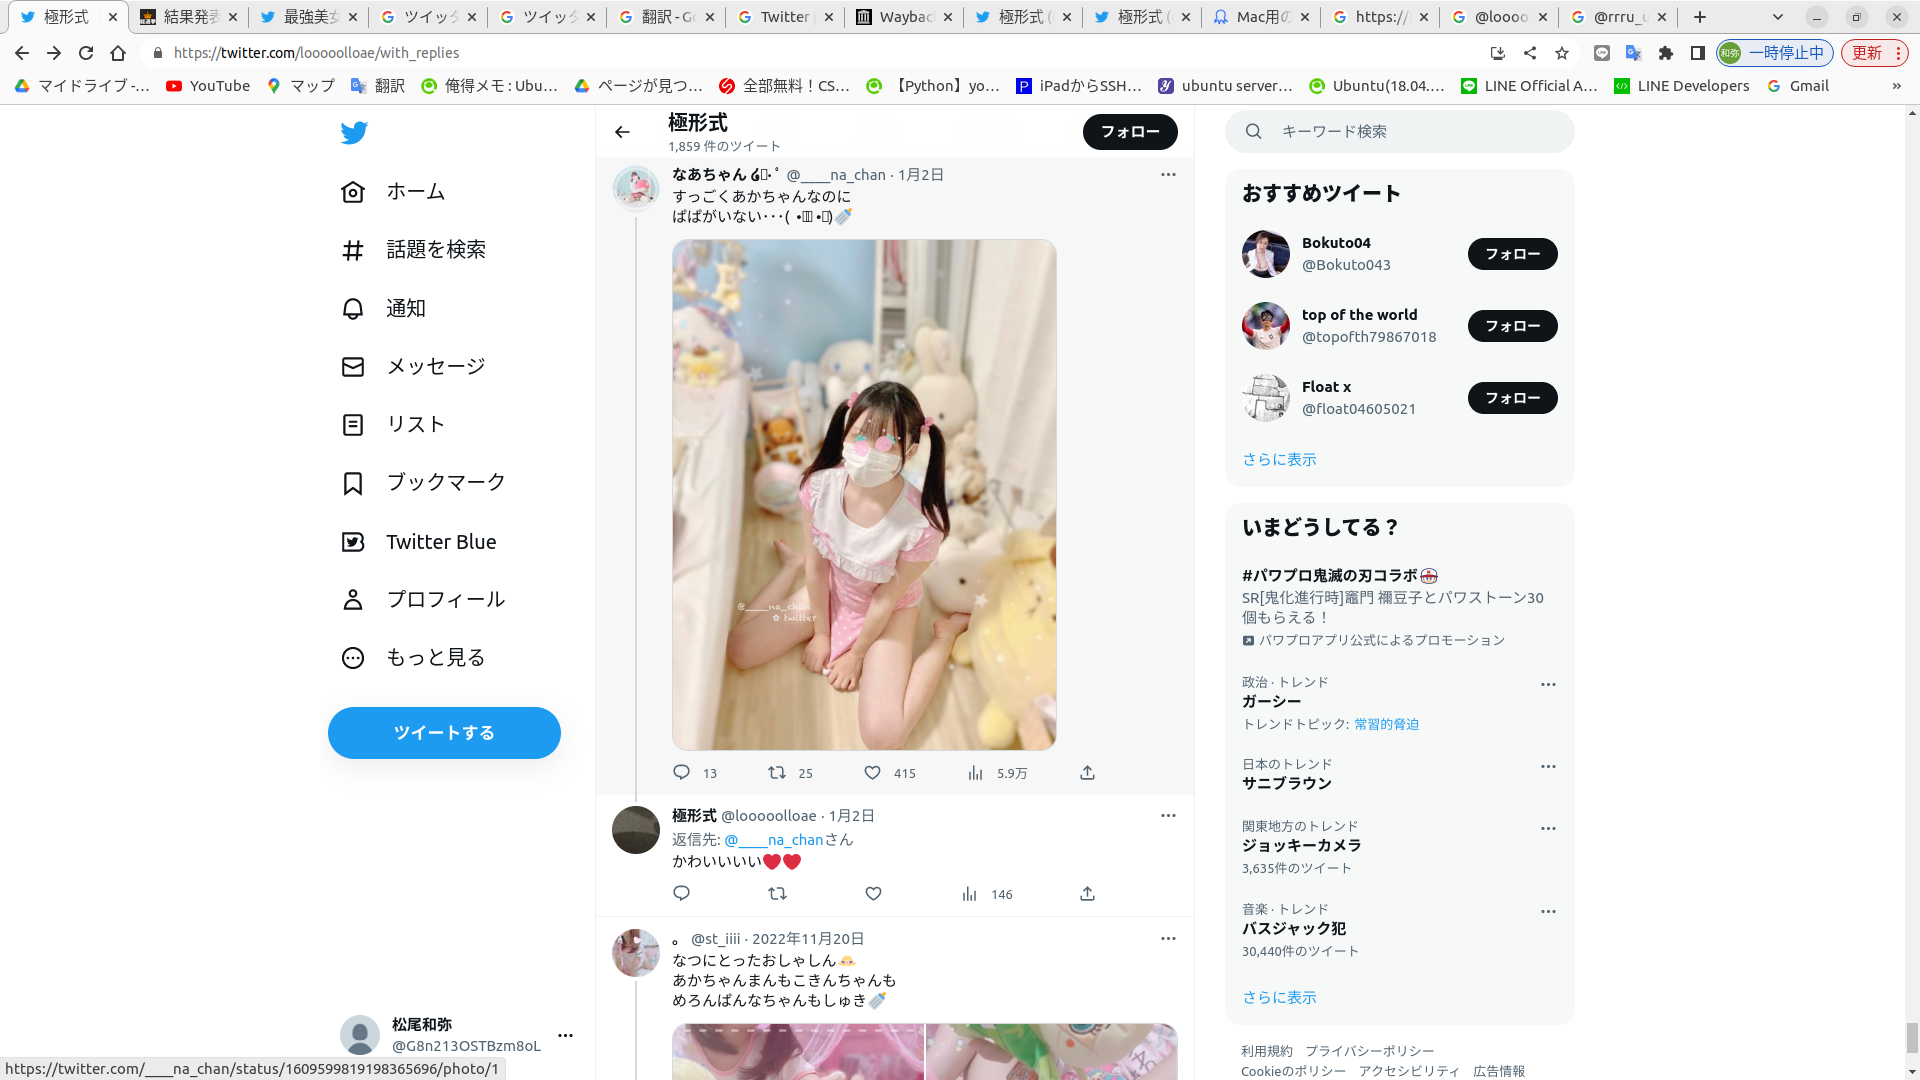 極形式
結果発表
最強美女
ツイッタ
ツイッタ
翻訳 - Go
Twitter
Wayback
極形式 (
極形式 (
Mac用の
https://
@loooo
@rrru_u
https://twitter.com/looooolloae/with_replies
和弥
一時停止中
更新
マイドライブ -...
YouTube
マップ
翻訳
俺得メモ : Ubu...
ページが見つ...
全部無料！CS...
【Python】yo...
iPadからSSH...
ubuntu server...
Ubuntu(18.04....
LINE Official A...
LINE Developers
Gmail
»
ホーム
話題を検索
通知
メッセージ
リスト
ブックマーク
Twitter Blue
プロフィール
もっと見る
ツイートする
松尾和弥
@G8n213OSTBzm8oL
https://twitter.com/____na_chan/status/1609599819198365696/photo/1
極形式
1,859 件のツイート
フォロー
なあちゃん @____na_chan · 1月2日
すっごくあかちゃんなのに
ぱぱがいない･･･
@____na_chan
✿ twitter
13
25
415
5.9万
極形式 @looooolloae · 1月2日
返信先: @____na_chanさん
かわいいいい❤❤
146
。 @st_iiii · 2022年11月20日
なつにとったおしゃしん
あかちゃんまんもこきんちゃんも
めろんぱんなちゃんもしゅき🍼
キーワード検索
おすすめツイート
Bokuto04
@Bokuto043
フォロー
top of the world
@topofth79867018
フォロー
Float x
@float04605021
フォロー
さらに表示
いまどうしてる？
#パワプロ鬼滅の刃コラボ
SR[鬼化進行時]竈門 禰豆子とパワストーン30
個もらえる！
パワプロアプリ公式によるプロモーション
政治 · トレンド
ガーシー
トレンドトピック: 常習的脅迫
日本のトレンド
サニブラウン
関東地方のトレンド
ジョッキーカメラ
3,635件のツイート
音楽 · トレンド
バスジャック犯
30,440件のツイート
さらに表示
利用規約 プライバシーポリシー
Cookieのポリシー アクセシビリティ 広告情報